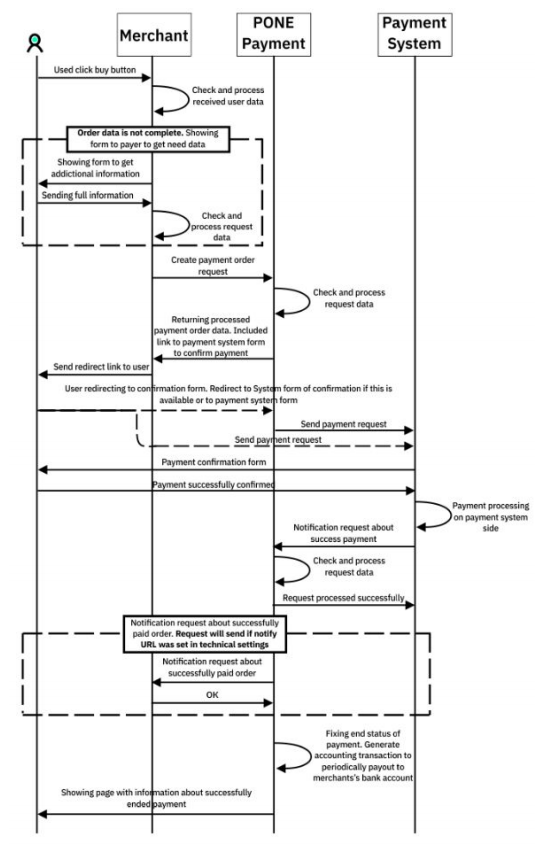 Merchant
PONE
Payment
Payment
System
Used click buy button
Check and process
received user data
Order data is not complete. Showing
form to payer to get need data
Showing form to get
addictional information
Sending full information
Check and
process request
data
Create payment order
request
Check and process
request data
Returning processed
payment order data. Included
link to payment system form
to confirm payment
Send redirect link to user
User redirecting to confirmation form. Redirect to System form of confirmation if this is
available or to payment system form
Send payment request
Send payment request
Payment confirmation form
Payment successfully confirmed
Payment processing
on payment system
side
Notification request about
success payment
Check and process
request data
Request processed successfully
Notification request about successfully
paid order. Request will send if notify
URL was set in technical settings
Notification request about
successfully paid order
OK
Fixing end status of
payment. Generate
accounting transaction to
periodically payout to
merchants's bank account
Showing page with information about successfully
ended payment